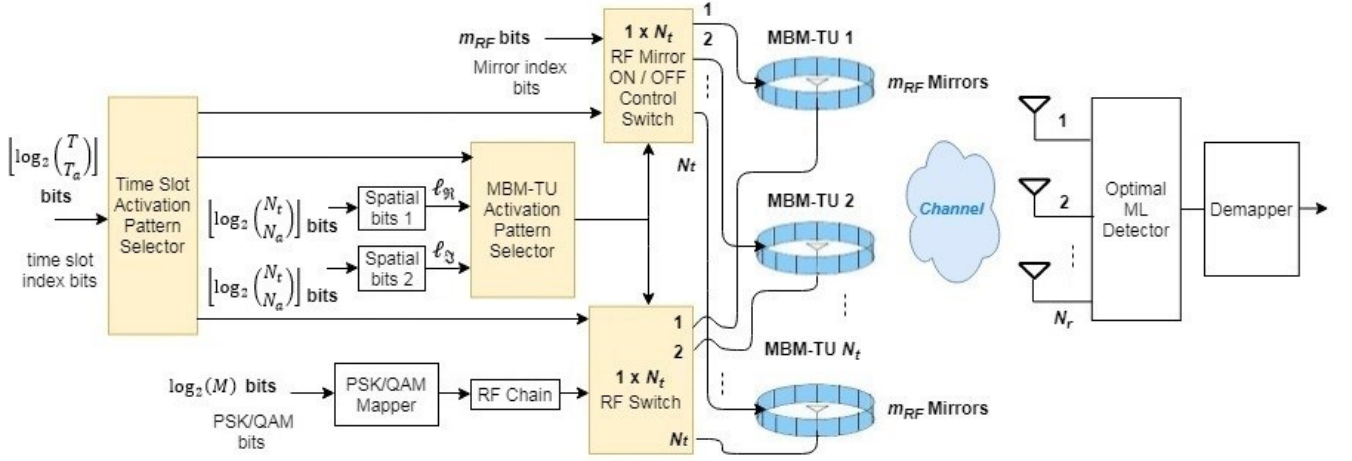 ⌊log₂(T Tₐ)⌋
bits
time slot
index bits
Time Slot
Activation
Pattern
Selector
m_RF bits
Mirror index
bits
⌊log₂(N_t N_a)⌋ bits
Spatial
bits 1
ℓ_ℜ
⌊log₂(N_t N_a)⌋ bits
Spatial
bits 2
ℓ_ℑ
MBM-TU
Activation
Pattern
Selector
log₂(M) bits
PSK/QAM
bits
PSK/QAM
Mapper
RF Chain
1 x N_t
RF Mirror
ON / OFF
Control
Switch
1
2
N_t
1
2
1 x N_t
RF Switch
N_t
MBM-TU 1
m_RF Mirrors
MBM-TU 2
MBM-TU N_t
m_RF Mirrors
Channel
1
2
N_r
Optimal
ML
Detector
Demapper